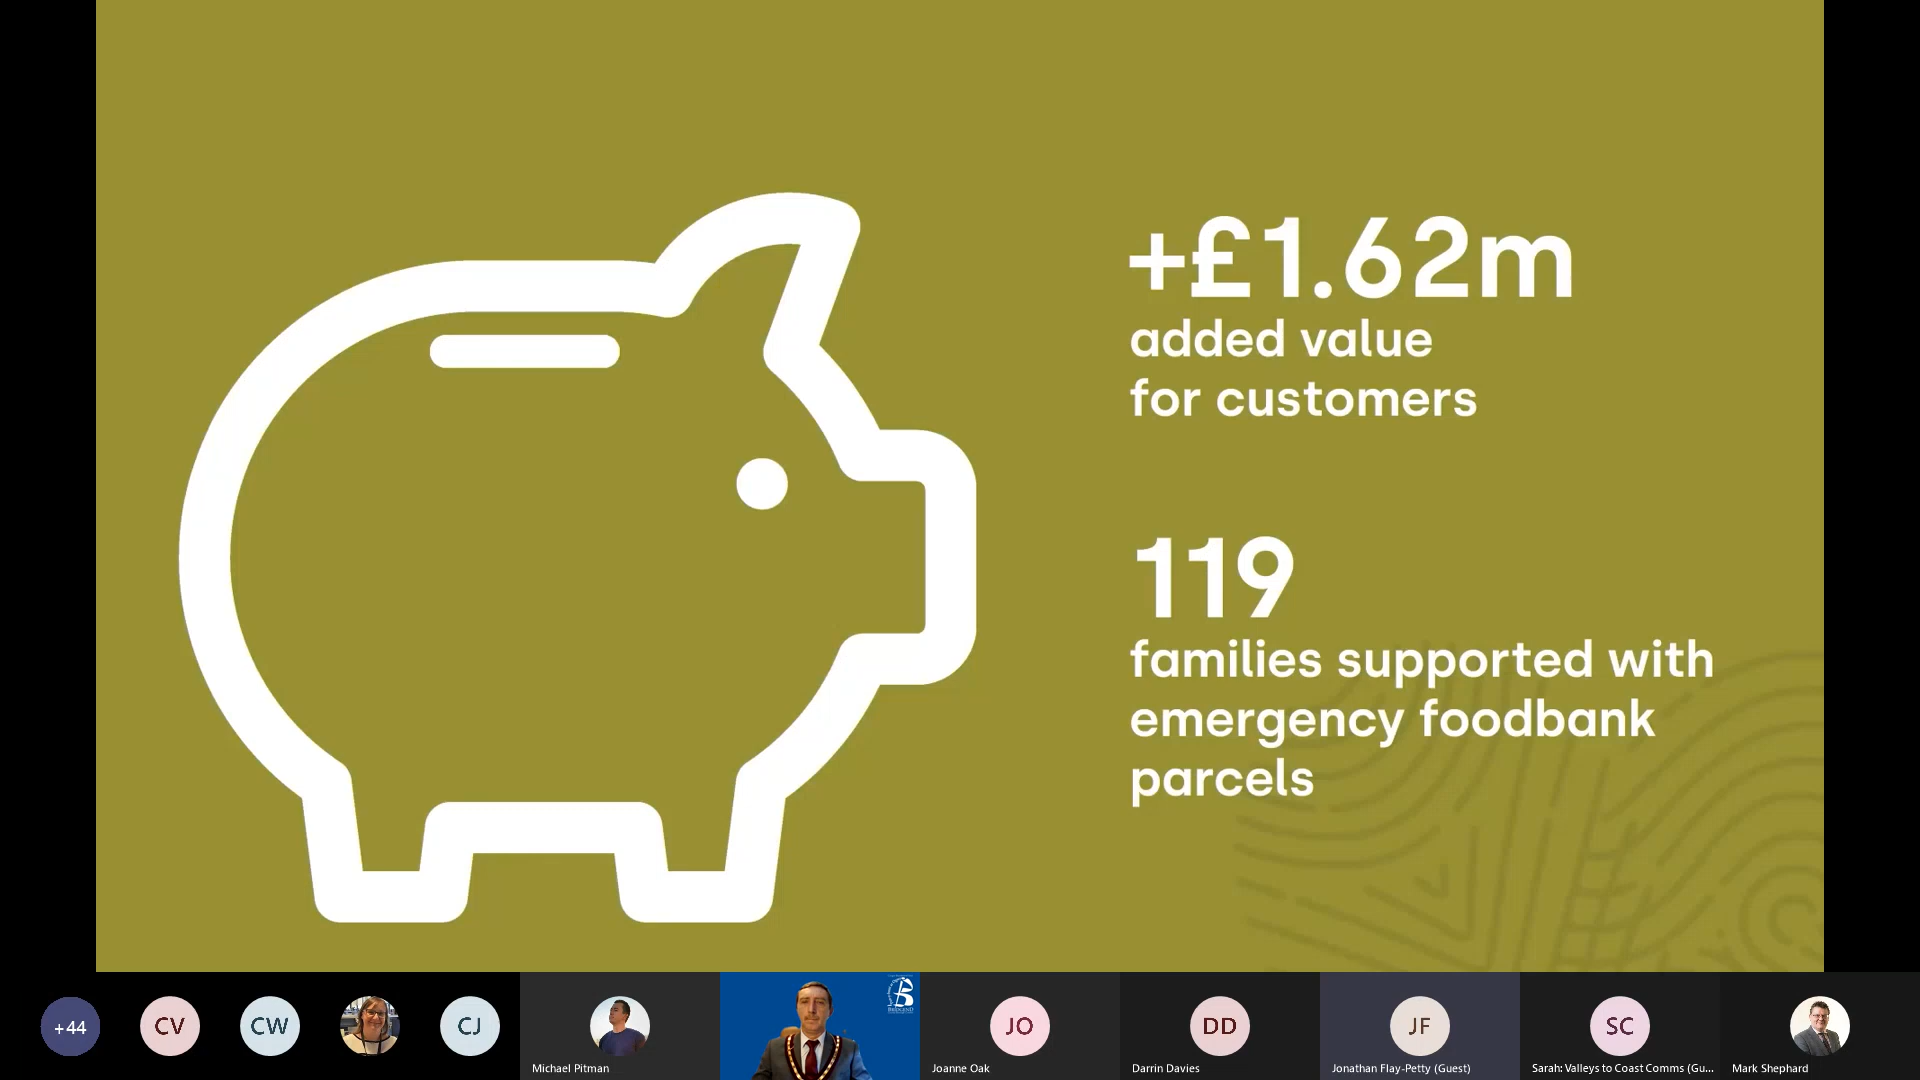 +£1.62m
added value
for customers
119
families supported with
emergency foodbank
parcels
+44
CV
CW
CJ
Michael Pitman
B
BRIDGEND
JO
Joanne Oak
DD
Darrin Davies
JF
Jonathan Flay-Petty (Guest)
SC
Sarah: Valleys to Coast Comms (Gu...
Mark Shephard